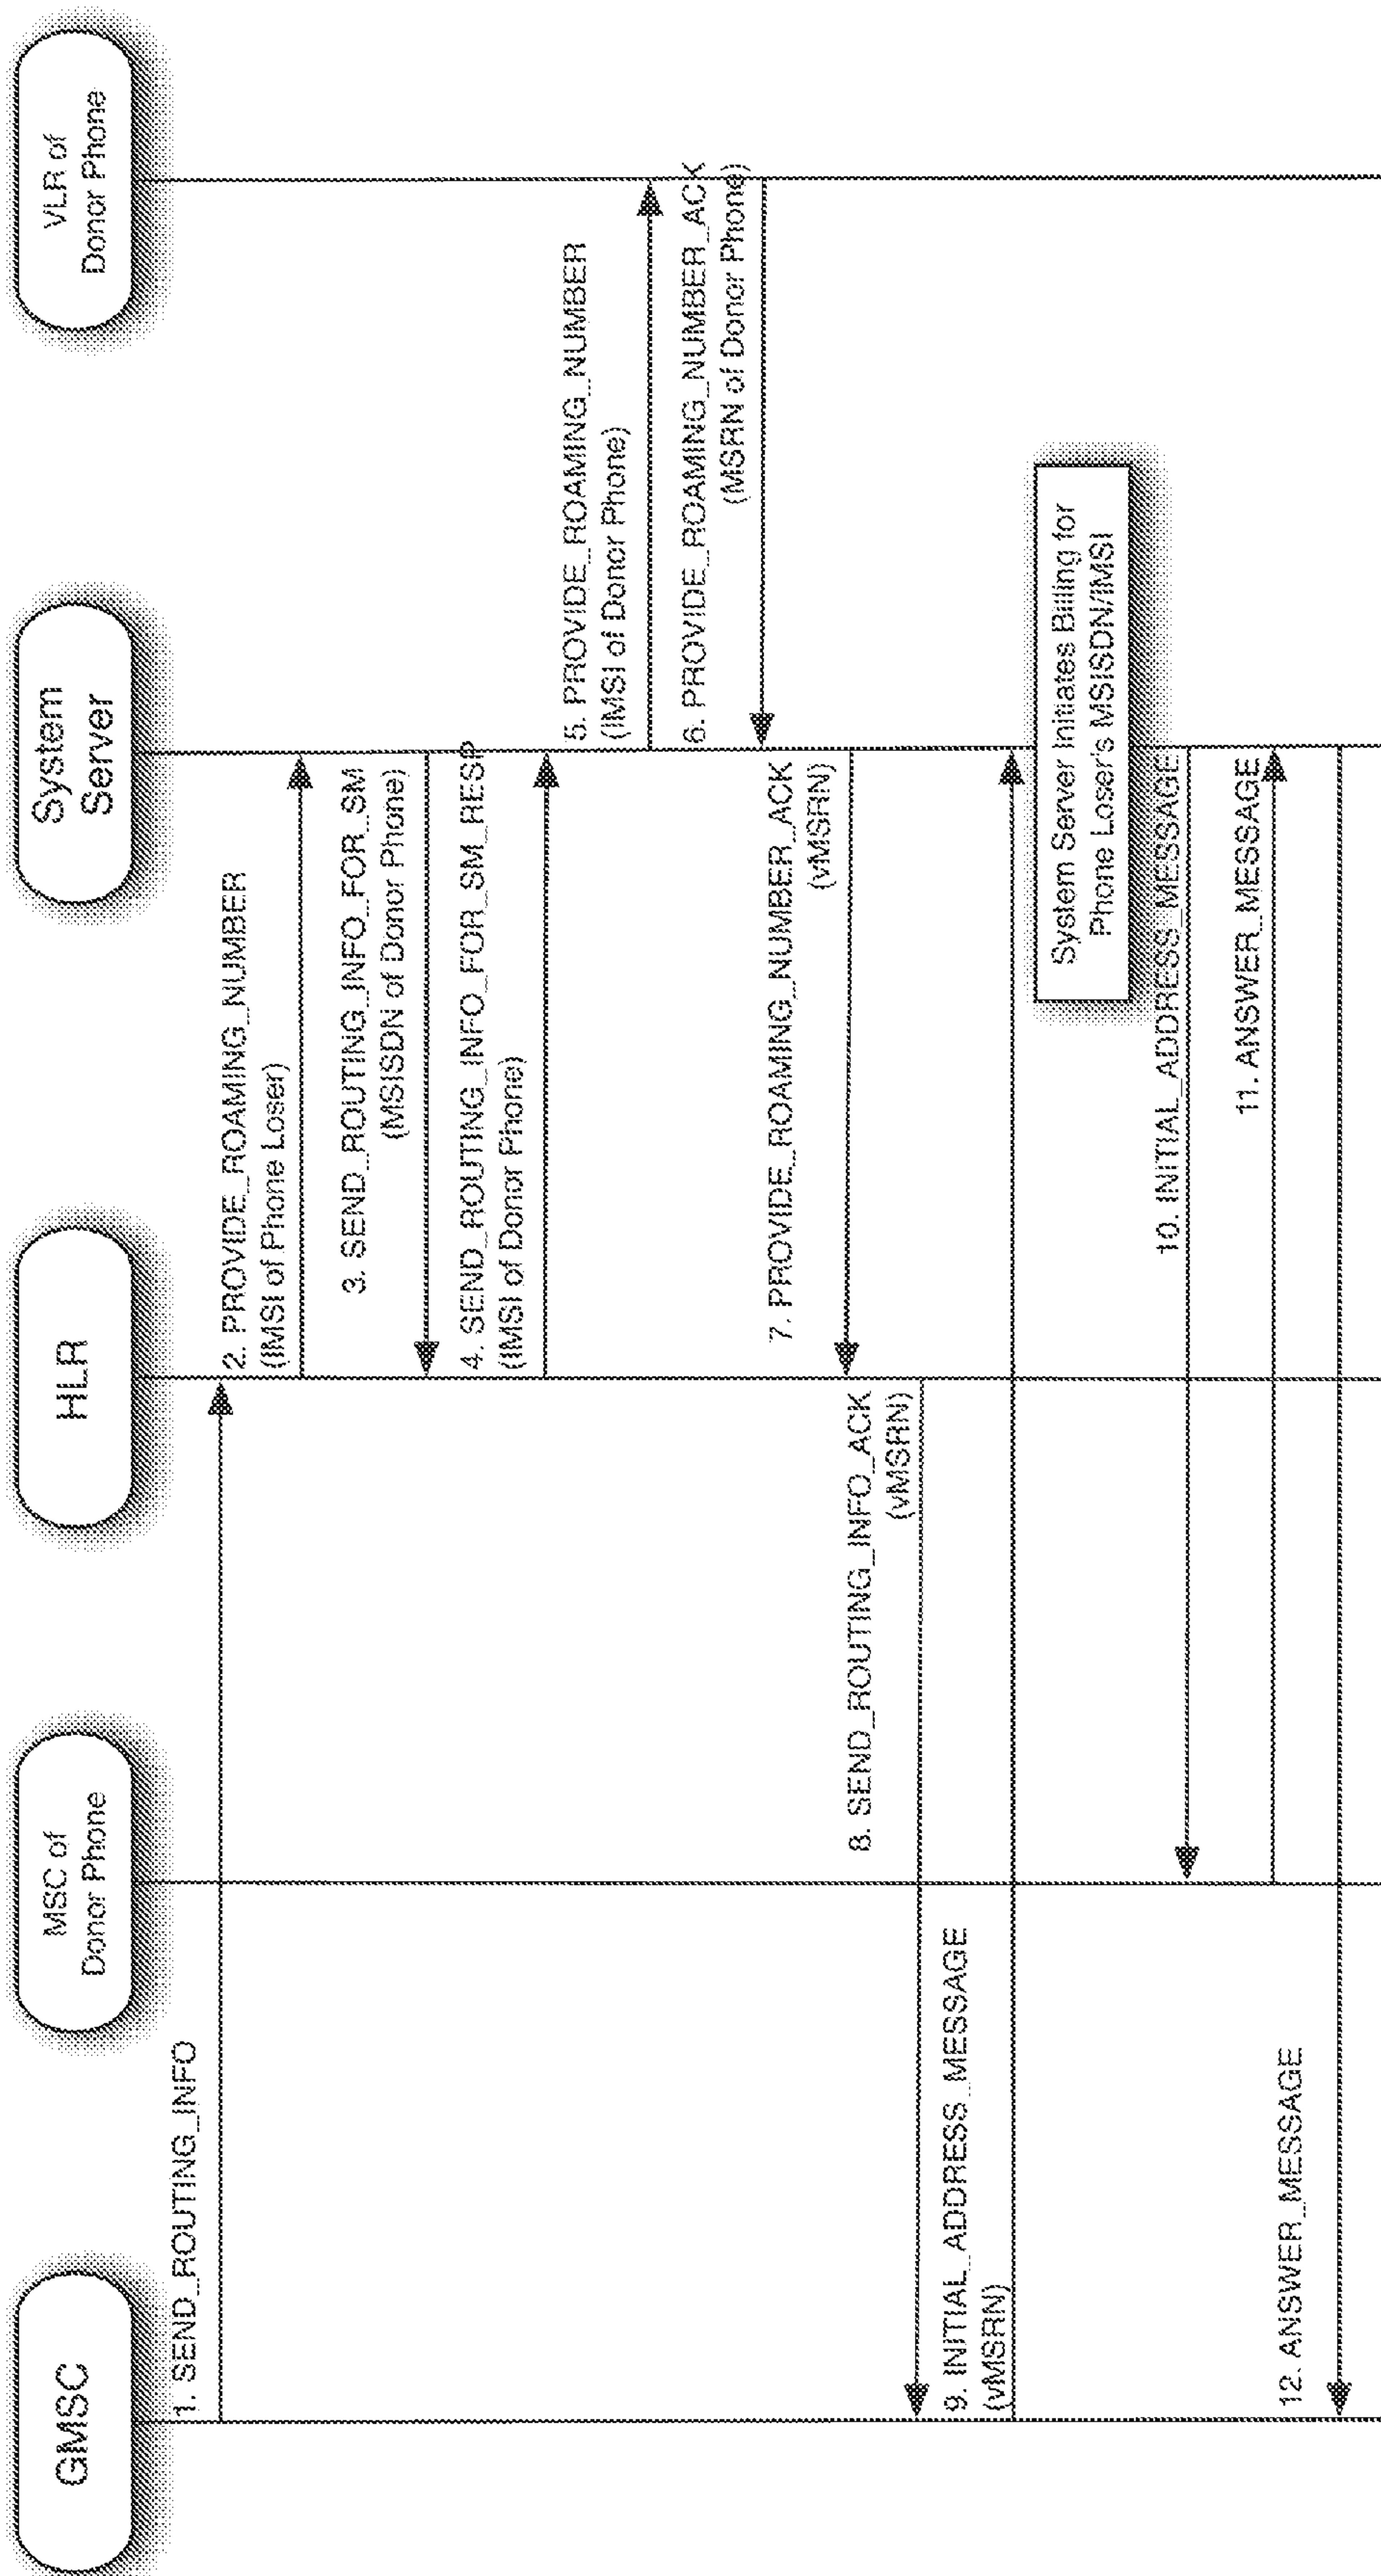 GMSC
MSC of
Donor Phone
HLR
System
Server
VLR of
Donor Phone
1. SEND_ROUTING_INFO
2. PROVIDE_ROAMING_NUMBER
(IMSI of Phone Loser)
3. SEND_ROUTING_INFO_FOR_SM
(MSISDN of Donor Phone)
4. SEND_ROUTING_INFO_FOR_SM_RESP
(IMSI of Donor Phone)
5. PROVIDE_ROAMING_NUMBER
(IMSI of Donor Phone)
6. PROVIDE_ROAMING_NUMBER_ACK
(MSRN of Donor Phone)
7. PROVIDE_ROAMING_NUMBER_ACK
(vMSRN)
8. SEND_ROUTING_INFO_ACK
(vMSRN)
9. INITIAL_ADDRESS_MESSAGE
(vMSRN)
System Server Initiates Billing for
Phone Loser's MSISDN/IMSI
10. INITIAL_ADDRESS_MESSAGE
11. ANSWER_MESSAGE
12. ANSWER_MESSAGE